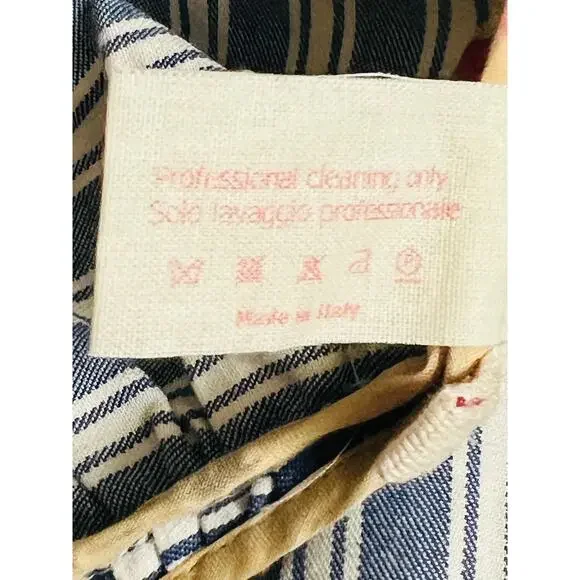 Professional cleaning only
Solo lavaggio professionale
P
Made in Italy